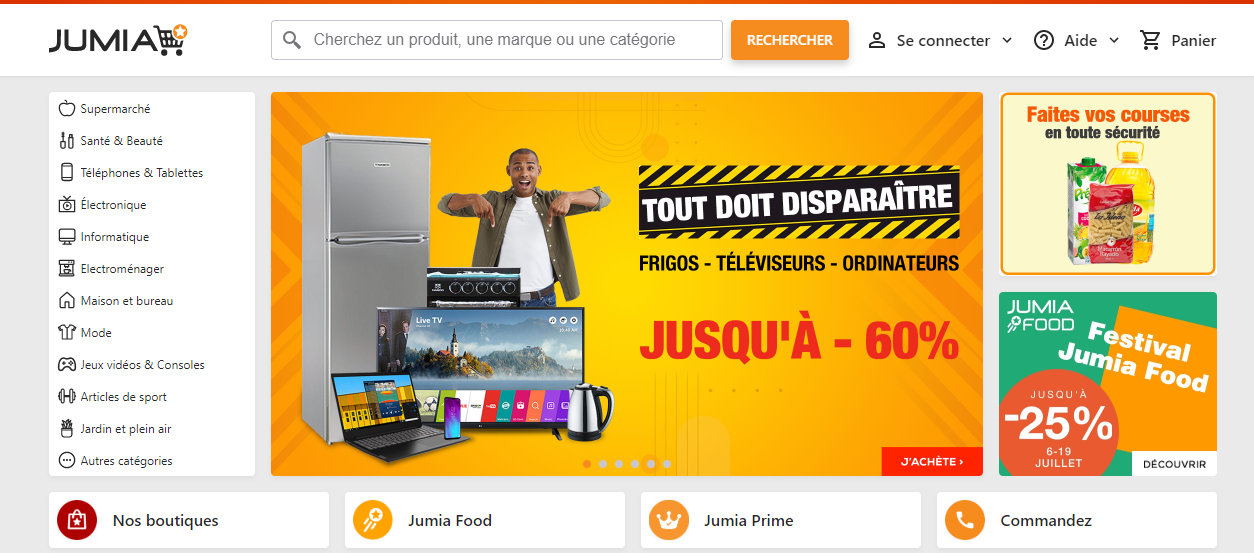 JUMIA
Cherchez un produit, une marque ou une catégorie
RECHERCHER
Se connecter
Aide
Panier
Supermarché
Santé & Beauté
Téléphones & Tablettes
Électronique
Informatique
Electroménager
Maison et bureau
Mode
Jeux vidéos & Consoles
Articles de sport
Jardin et plein air
Autres catégories
TOUT DOIT DISPARAÎTRE
FRIGOS - TÉLÉVISEURS - ORDINATEURS
JUSQU'À - 60%
Live TV
J'ACHÈTE ›
Faites vos courses
en toute sécurité
JUMIA
FOOD
Festival
Jumia Food
JUSQU'À
-25%
6-19
JUILLET
DÉCOUVRIR
Nos boutiques
Jumia Food
Jumia Prime
Commandez